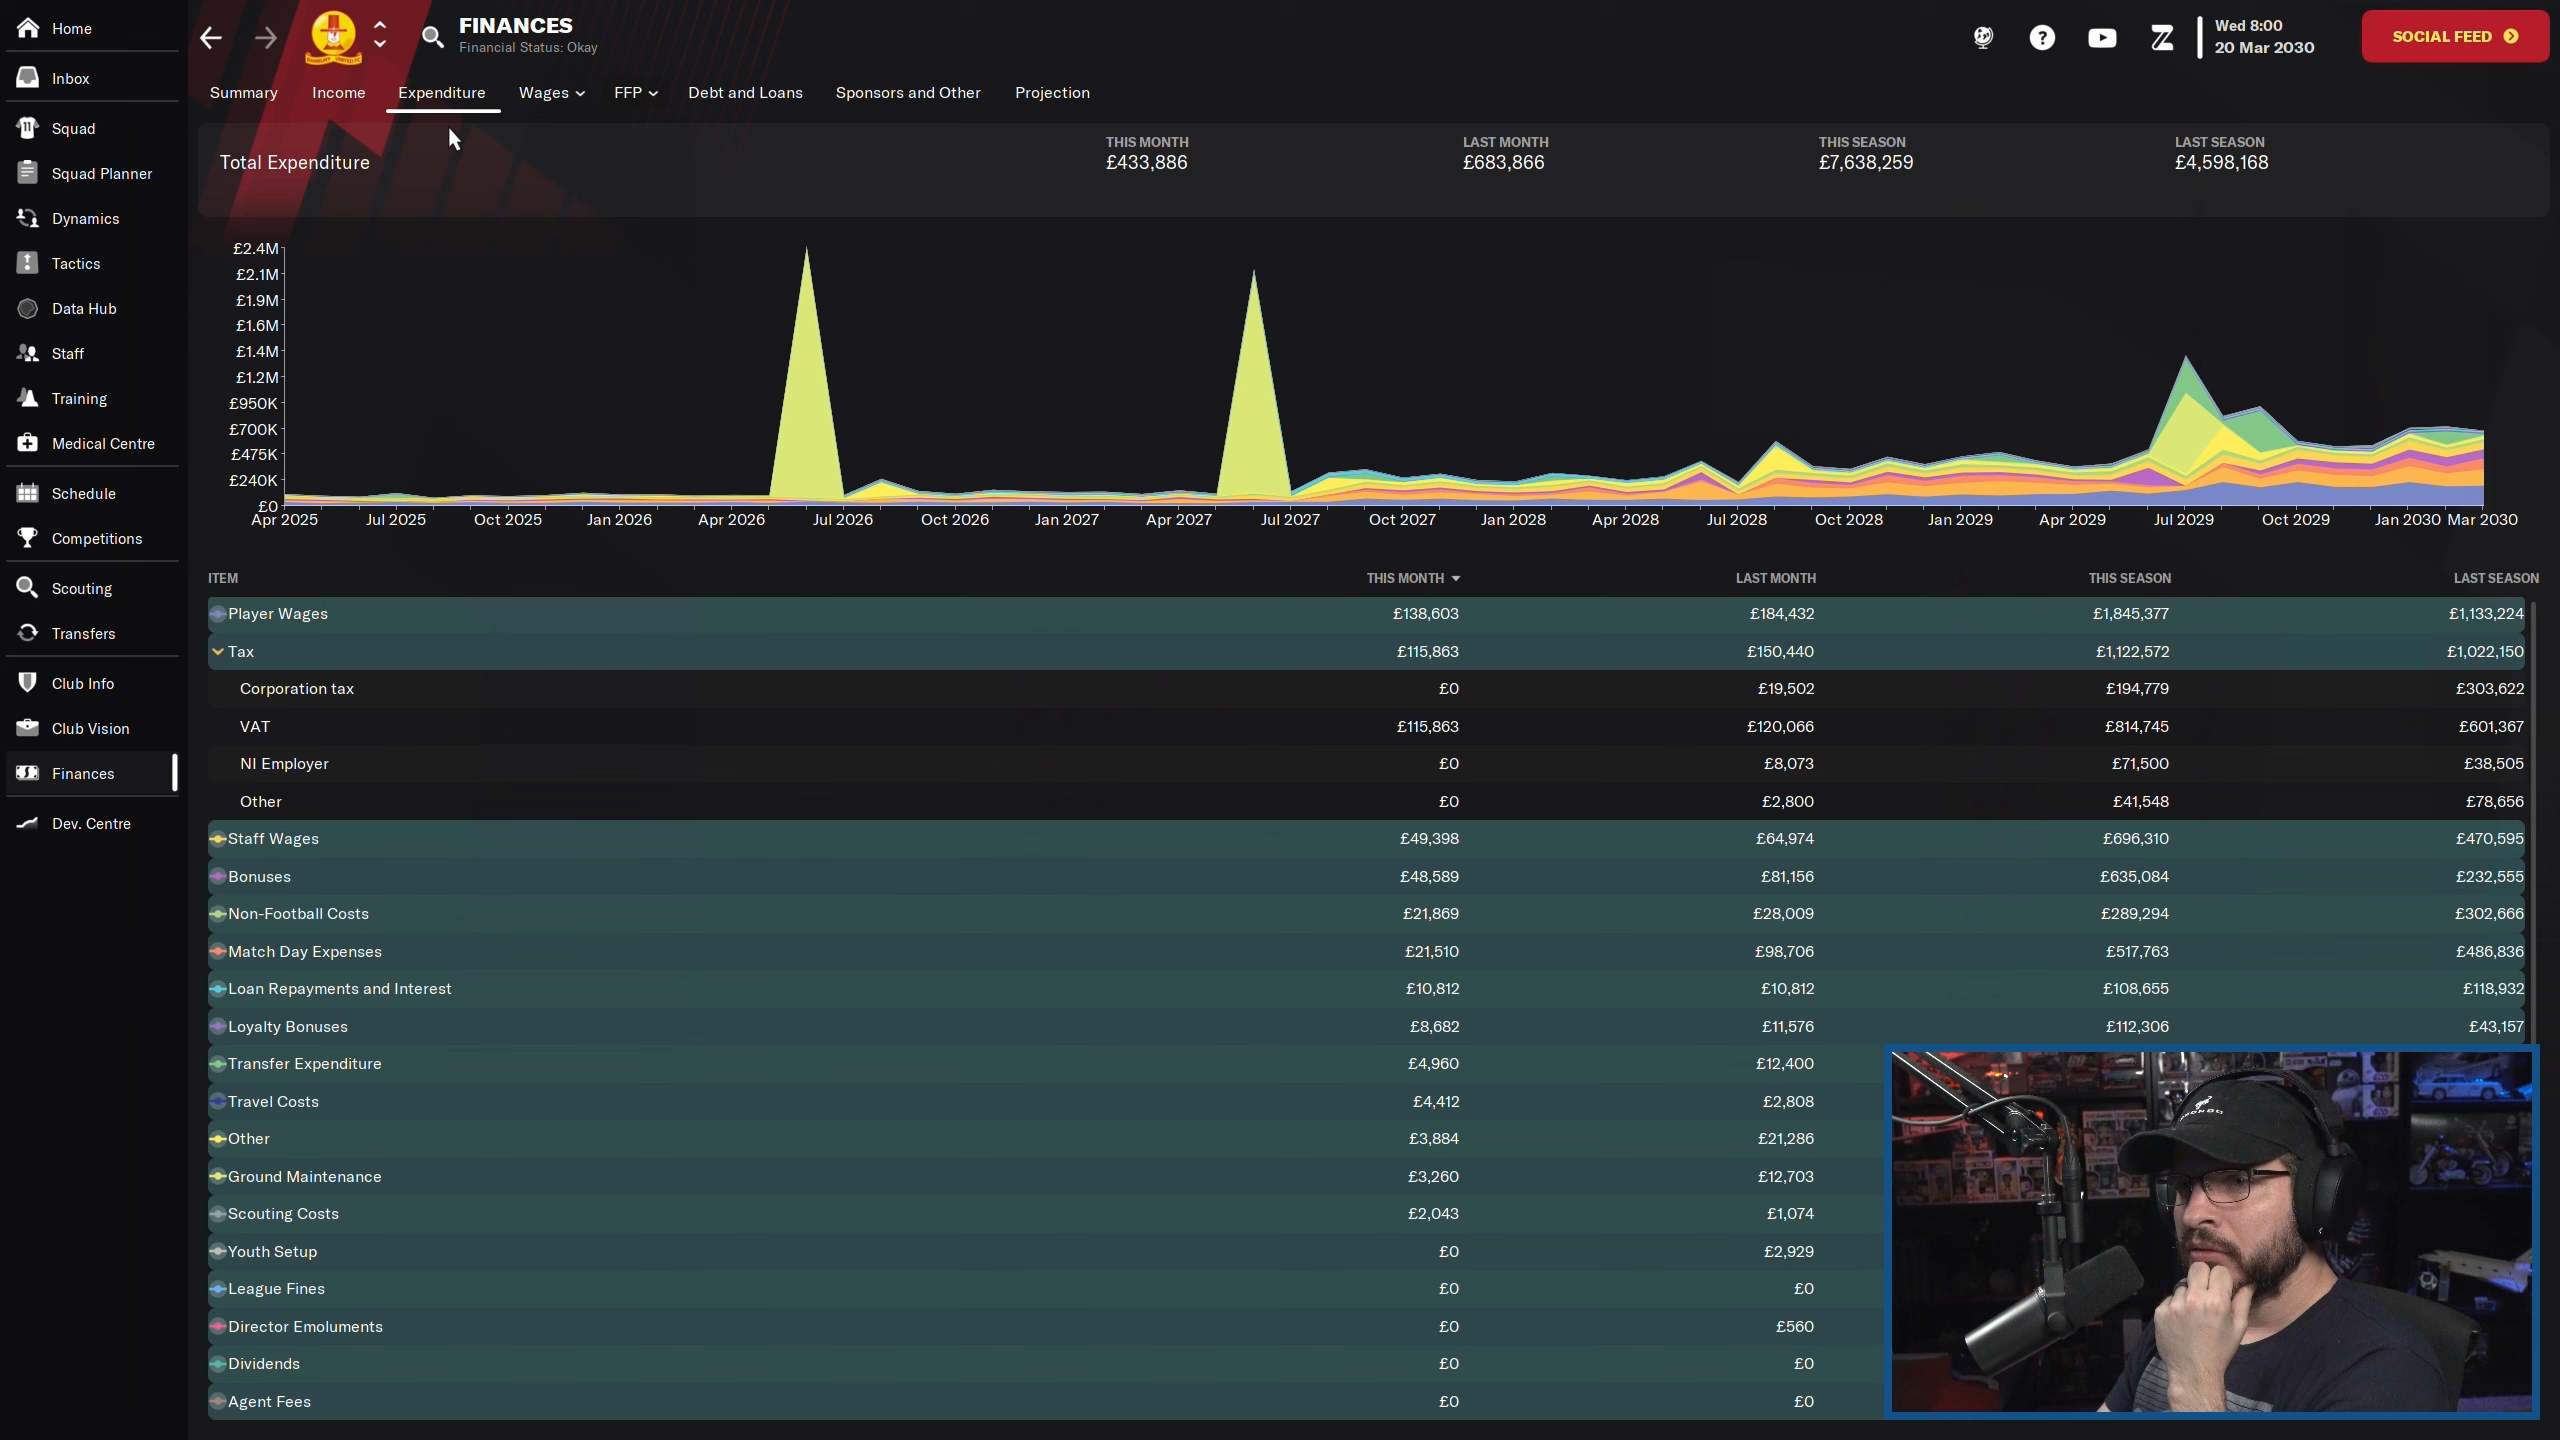 Home
Inbox
Squad
Squad Planner
Dynamics
Tactics
Data Hub
Staff
Training
Medical Centre
Schedule
Competitions
Scouting
Transfers
Club Info
Club Vision
Finances
Dev. Centre
FINANCES
Financial Status: Okay
Wed 8:00
20 Mar 2030
SOCIAL FEED
Summary Income Expenditure Wages FFP Debt and Loans Sponsors and Other Projection
Total Expenditure
THIS MONTH
£433,886
LAST MONTH
£683,866
THIS SEASON
£7,638,259
LAST SEASON
£4,598,168
£2.4M
£2.1M
£1.9M
£1.6M
£1.4M
£1.2M
£950K
£700K
£475K
£240K
£0
Apr 2025 Jul 2025 Oct 2025 Jan 2026 Apr 2026 Jul 2026 Oct 2026 Jan 2027 Apr 2027 Jul 2027 Oct 2027 Jan 2028 Apr 2028 Jul 2028 Oct 2028 Jan 2029 Apr 2029 Jul 2029 Oct 2029 Jan 2030 Mar 2030
ITEM THIS MONTH LAST MONTH THIS SEASON LAST SEASON
Player Wages £138,603 £184,432 £1,845,377 £1,133,224
Tax £115,863 £150,440 £1,122,572 £1,022,150
Corporation tax £0 £19,502 £194,779 £303,622
VAT £115,863 £120,066 £814,745 £601,367
NI Employer £0 £8,073 £71,500 £38,505
Other £0 £2,800 £41,548 £78,656
Staff Wages £49,398 £64,974 £696,310 £470,595
Bonuses £48,589 £81,156 £635,084 £232,555
Non-Football Costs £21,869 £28,009 £289,294 £302,666
Match Day Expenses £21,510 £98,706 £517,763 £486,836
Loan Repayments and Interest £10,812 £10,812 £108,655 £118,932
Loyalty Bonuses £8,682 £11,576 £112,306 £43,157
Transfer Expenditure £4,960 £12,400
Travel Costs £4,412 £2,808
Other £3,884 £21,286
Ground Maintenance £3,260 £12,703
Scouting Costs £2,043 £1,074
Youth Setup £0 £2,929
League Fines £0 £0
Director Emoluments £0 £560
Dividends £0 £0
Agent Fees £0 £0